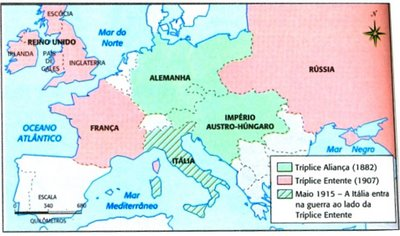 ESCÓCIA
REINO UNIDO
IRLANDA
PAÍS
DE
GALES
INGLATERRA
Mar do
Norte
N
ALEMANHA
RÚSSIA
OCEANO
ATLÂNTICO
FRANÇA
IMPÉRIO
AUSTRO-HÚNGARO
ITÁLIA
Mar
Negro
Mar
Mediterrâneo
ESCALA
0 340 680
QUILÔMETROS
Tríplice Aliança (1882)
Tríplice Entente (1907)
Maio 1915 – A Itália entra
na guerra ao lado da
Tríplice Entente